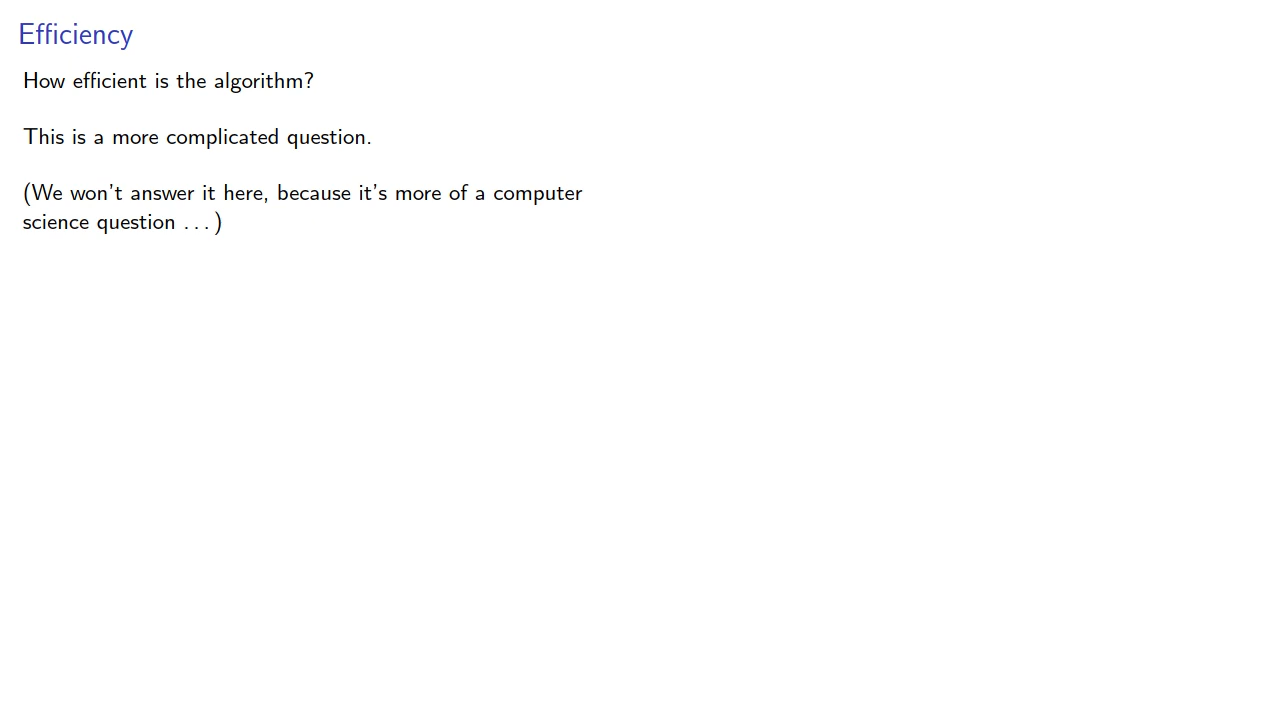 Efficiency
How efficient is the algorithm?
This is a more complicated question.
(We won't answer it here, because it's more of a computer
science question ...)